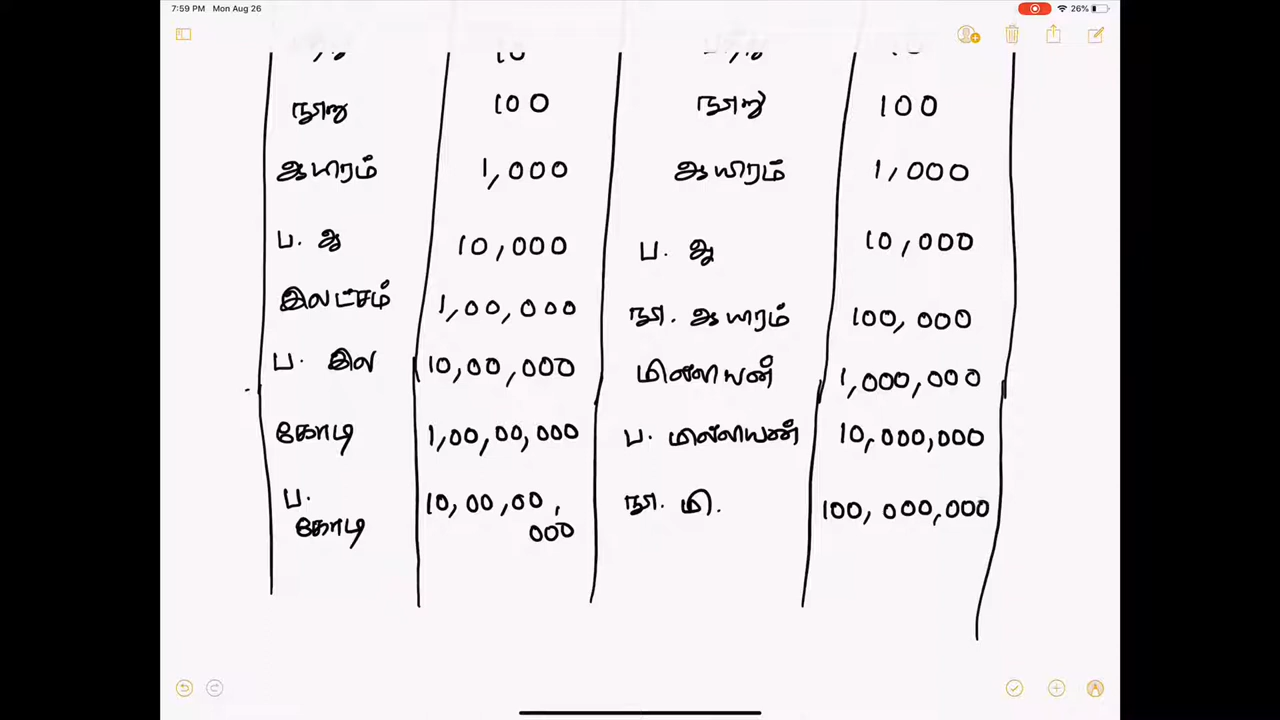 7:59 PM Mon Aug 26 26%
நூறு 100 நூறு 100
ஆயிரம் 1,000 ஆயிரம் 1,000
ப. ஆ 10,000 ப. ஆ 10,000
இலட்சம் 1,00,000 நூ. ஆயிரம் 100,000
ப. இல 10,00,000 மில்லியன் 1,000,000
கோடி 1,00,00,000 ப. மில்லியன் 10,000,000
ப. 10,00,00, நூ. மி. 100,000,000
கோடி 000